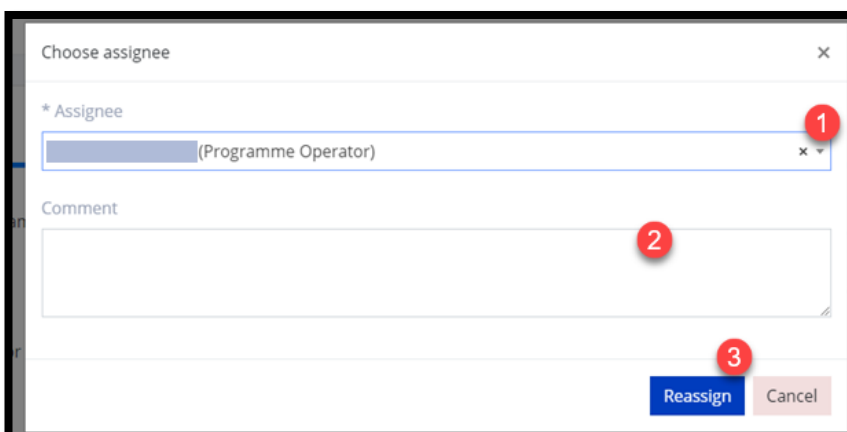 Choose assignee ×
* Assignee
1
(Programme Operator) ×
Comment
2
3
Reassign Cancel